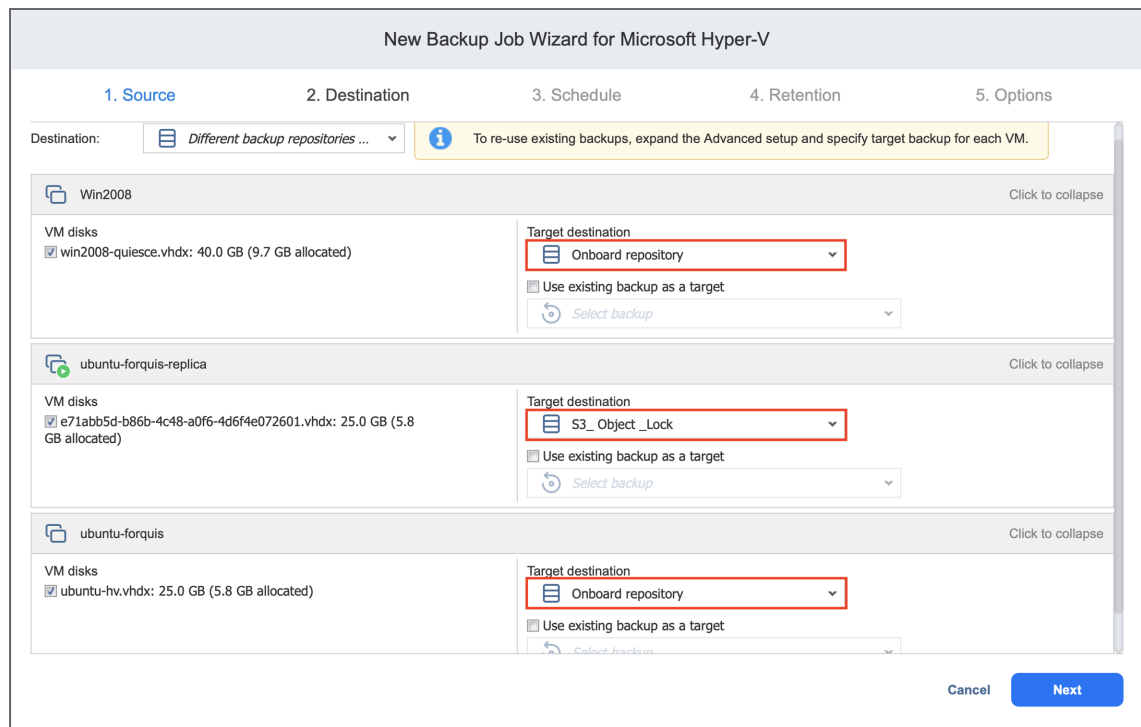 New Backup Job Wizard for Microsoft Hyper-V
1. Source
2. Destination
3. Schedule
4. Retention
5. Options
Destination:
Different backup repositories ...
To re-use existing backups, expand the Advanced setup and specify target backup for each VM.
Win2008
Click to collapse
VM disks
win2008-quiesce.vhdx: 40.0 GB (9.7 GB allocated)
Target destination
Onboard repository
Use existing backup as a target
Select backup
ubuntu-forquis-replica
Click to collapse
VM disks
e71abb5d-b86b-4c48-a0f6-4d6f4e072601.vhdx: 25.0 GB (5.8
GB allocated)
Target destination
S3_ Object _Lock
Use existing backup as a target
Select backup
ubuntu-forquis
Click to collapse
VM disks
ubuntu-hv.vhdx: 25.0 GB (5.8 GB allocated)
Target destination
Onboard repository
Use existing backup as a target
Select backup
Cancel
Next